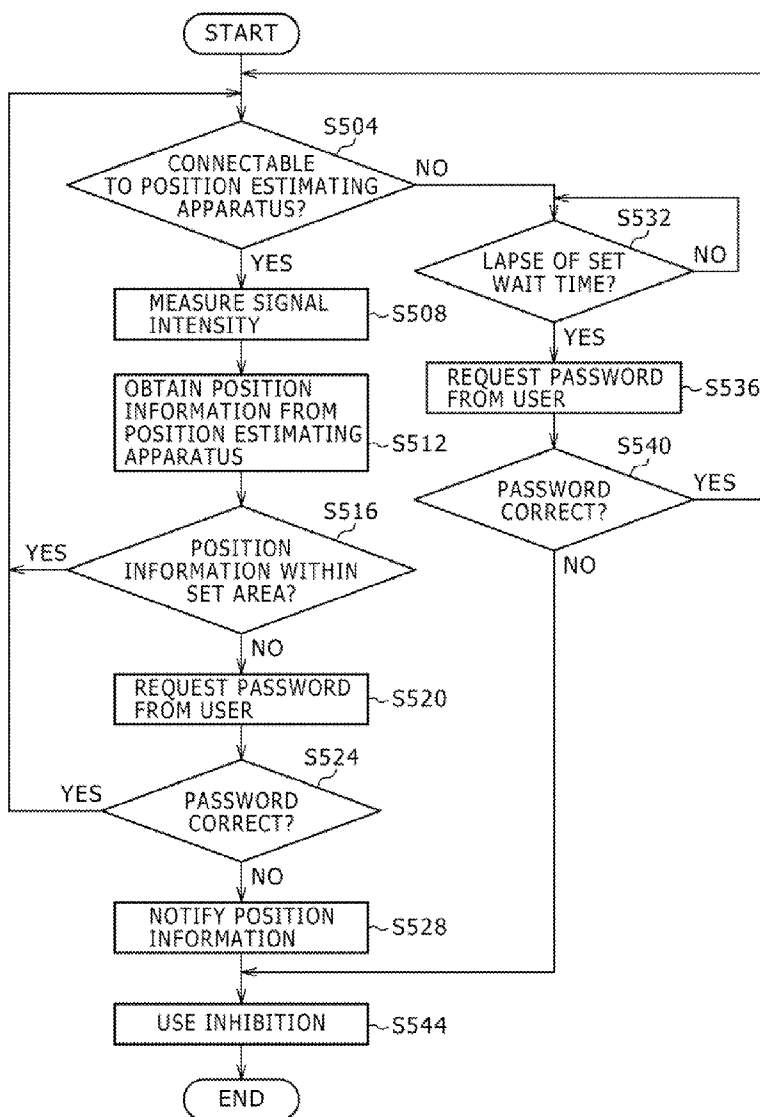 START
S504
CONNECTABLE
TO POSITION ESTIMATING
APPARATUS?
NO
YES
S532
LAPSE OF SET
WAIT TIME?
NO
YES
MEASURE SIGNAL
INTENSITY
S508
REQUEST PASSWORD
FROM USER
S536
OBTAIN POSITION
INFORMATION FROM
POSITION ESTIMATING
APPARATUS
S512
S540
PASSWORD
CORRECT?
YES
NO
S516
YES
POSITION
INFORMATION WITHIN
SET AREA?
NO
REQUEST PASSWORD
FROM USER
S520
S524
YES
PASSWORD
CORRECT?
NO
NOTIFY POSITION
INFORMATION
S528
USE INHIBITION
S544
END